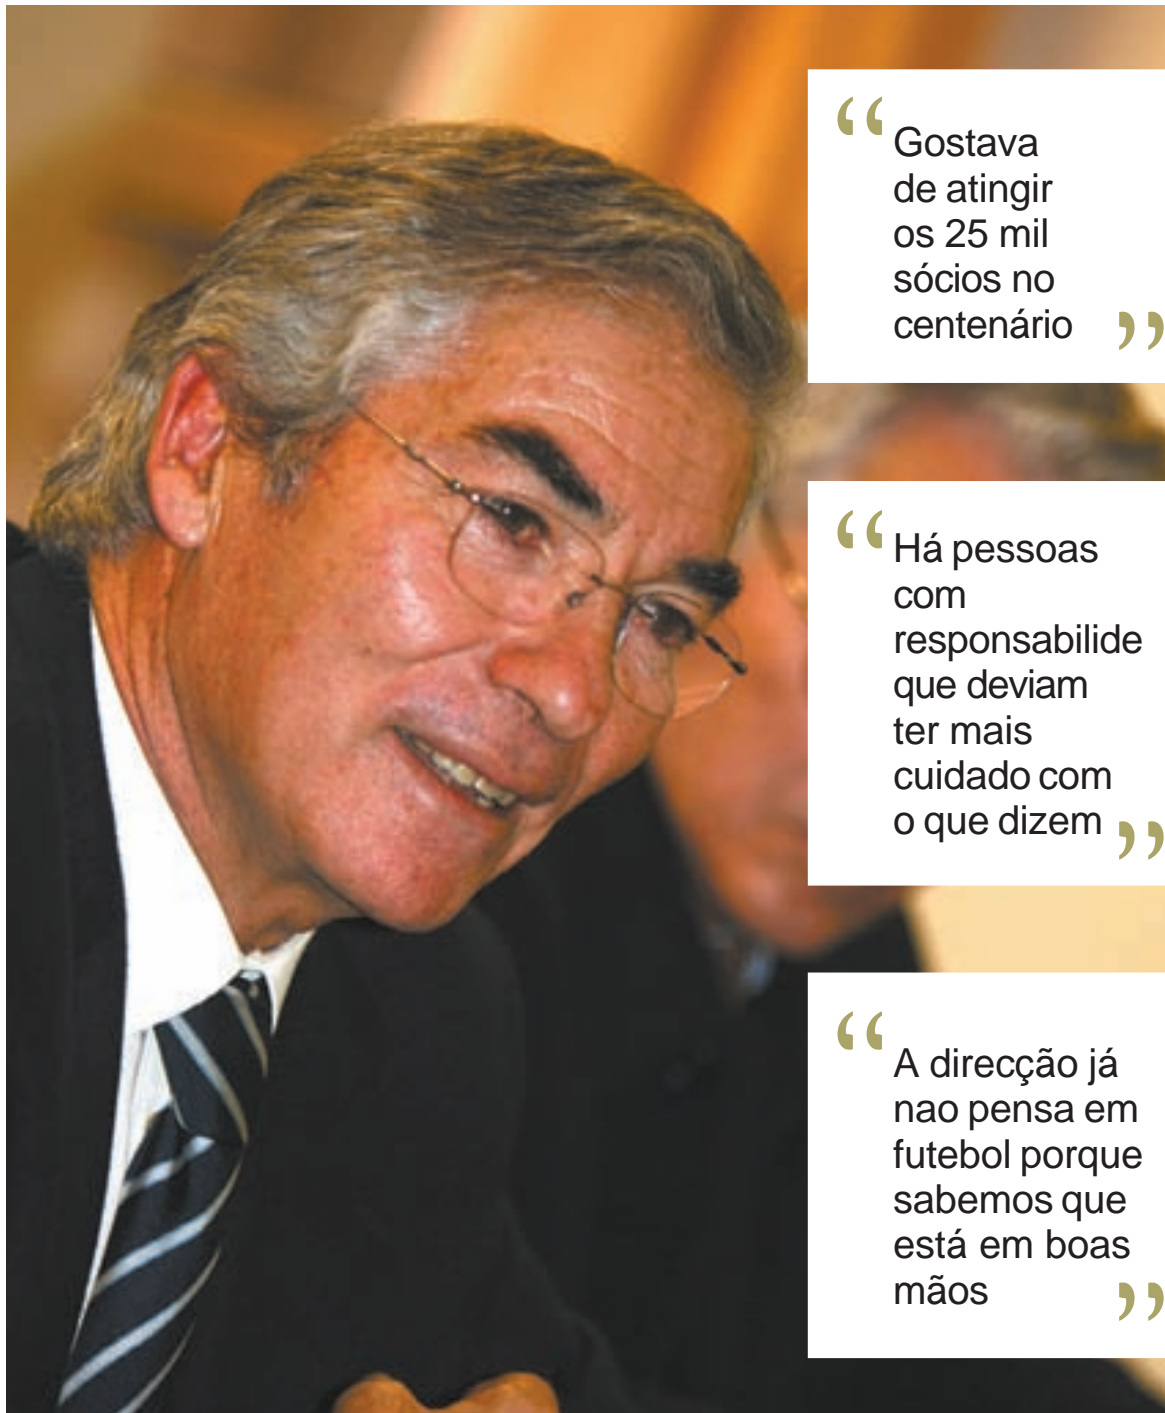 “Gostava
de atingir
os 25 mil
sócios no
centenário”
“Há pessoas
com
responsabilide
que deviam
ter mais
cuidado com
o que dizem”
“A direcção já
nao pensa em
futebol porque
sabemos que
está em boas
mãos”